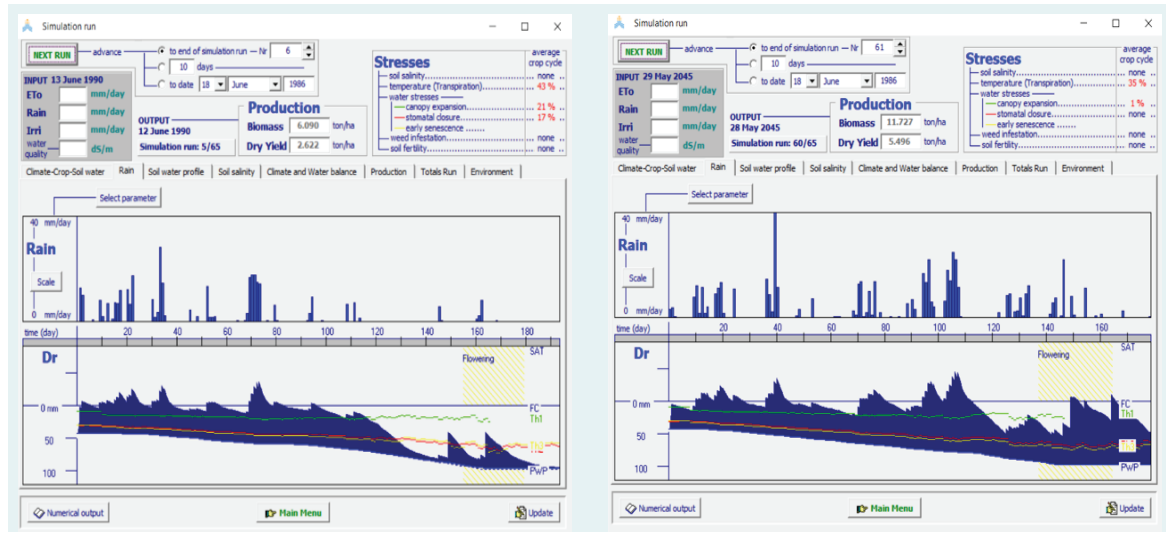 Simulation run
NEXT RUN advance to end of simulation run — Nr 6
10 days
to date 18 June 1986
INPUT 13 June 1990
ETo mm/day
Rain mm/day
Irri mm/day
water quality dS/m
OUTPUT
12 June 1990
Simulation run: 5/65
Production
Biomass 6.090 ton/ha
Dry Yield 2.622 ton/ha
Stresses
average
crop cycle
soil salinity none
temperature (Transpiration) 43 %
water stresses
canopy expansion 21 %
stomatal closure 17 %
early senescence
weed infestation none
soil fertility none
Climate-Crop-Soil water Rain Soil water profile Soil salinity Climate and Water balance Production Totals Run Environment
Select parameter
40 mm/day
Rain
Scale
0 mm/day
time (day) 20 40 60 80 100 120 140 160 180
Dr
Flowering
SAT
0 mm
FC
Th1
50
100
PWP
Numerical output Main Menu Update
Simulation run
NEXT RUN advance to end of simulation run — Nr 61
10 days
to date 18 June 1986
INPUT 29 May 2045
ETo mm/day
Rain mm/day
Irri mm/day
water quality dS/m
OUTPUT
28 May 2045
Simulation run: 60/65
Production
Biomass 11.727 ton/ha
Dry Yield 5.496 ton/ha
Stresses
average
crop cycle
soil salinity none
temperature (Transpiration) 35 %
water stresses
canopy expansion 1 %
stomatal closure none
early senescence
weed infestation none
soil fertility none
Climate-Crop-Soil water Rain Soil water profile Soil salinity Climate and Water balance Production Totals Run Environment
Select parameter
40 mm/day
Rain
Scale
0 mm/day
time (day) 20 40 60 80 100 120 140 160
Dr
Flowering
SAT
0 mm
FC
Th1
50
100
PWP
Numerical output Main Menu Update